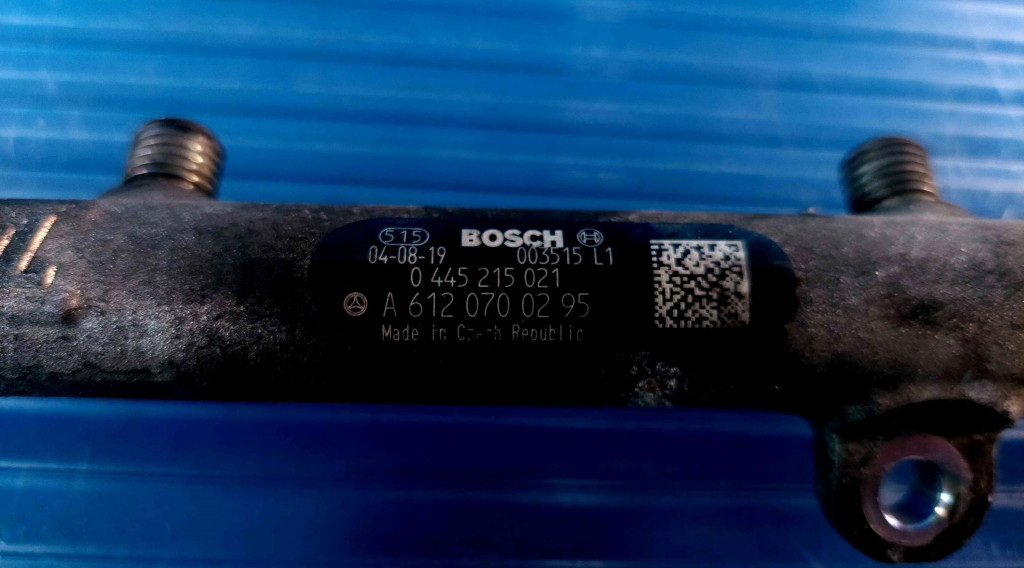 515 BOSCH
04-08-19 003515 L1
0 445 215 021
A 612 070 02 95
Made in Czech Republic